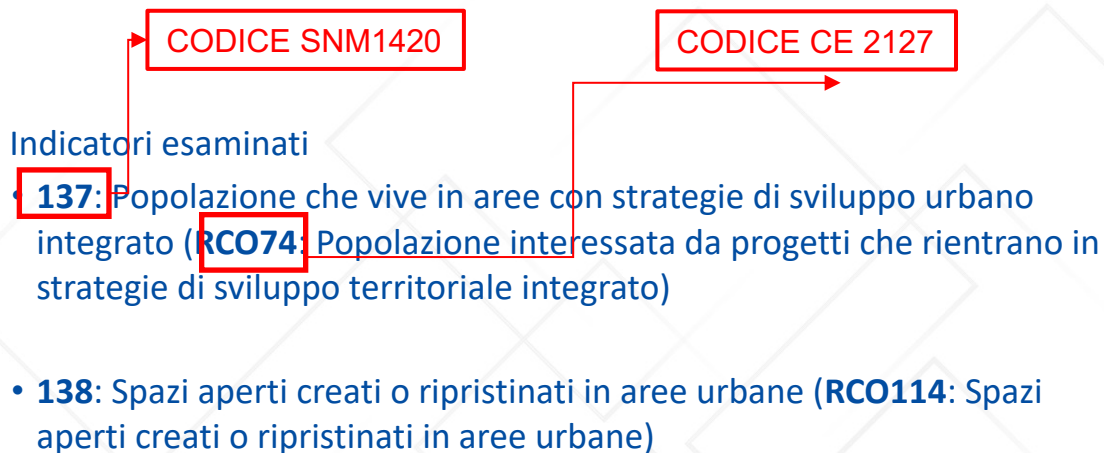 CODICE SNM1420
CODICE CE 2127
Indicatori esaminati
• 137: Popolazione che vive in aree con strategie di sviluppo urbano
integrato (RCO74: Popolazione interessata da progetti che rientrano in
strategie di sviluppo territoriale integrato)
• 138: Spazi aperti creati o ripristinati in aree urbane (RCO114: Spazi
aperti creati o ripristinati in aree urbane)